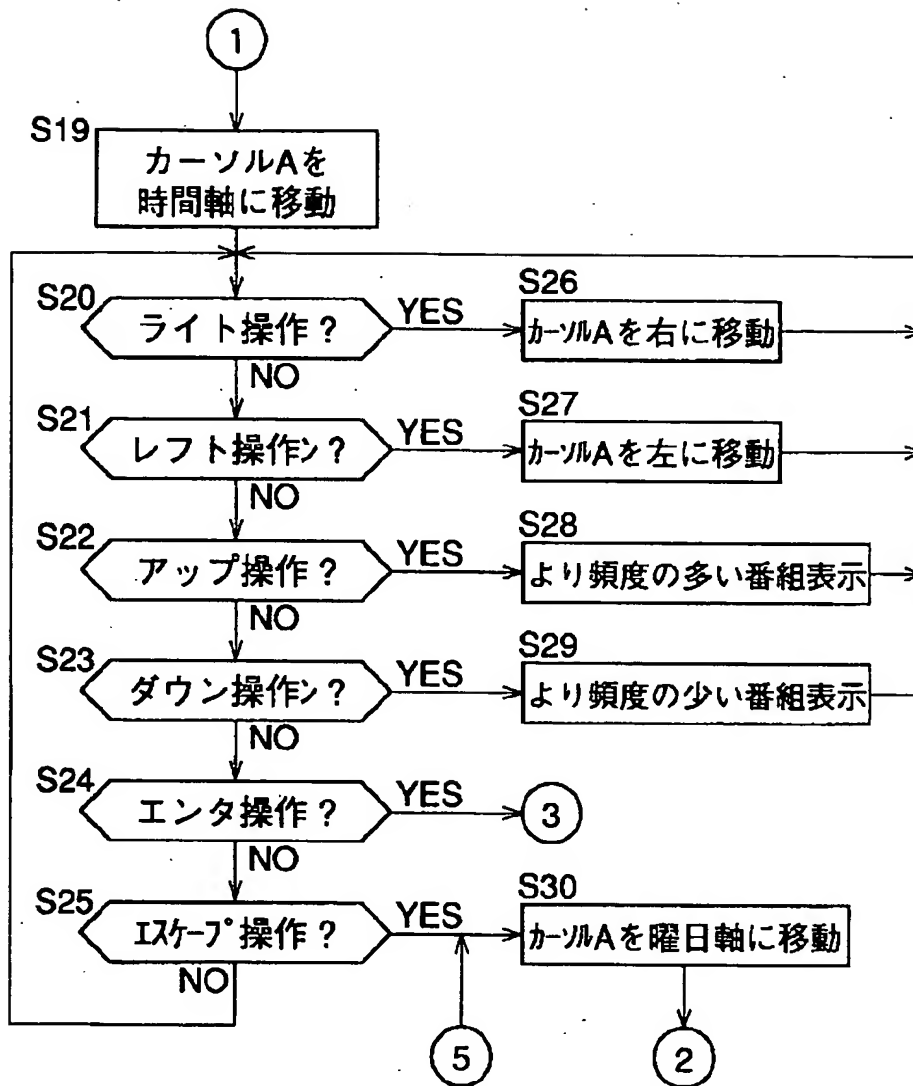 1
S19
カーソルAを
時間軸に移動
S20
ライト操作？
YES
S26
カーソルAを右に移動
NO
S21
レフト操作ン？
YES
S27
カーソルAを左に移動
NO
S22
アップ操作？
YES
S28
より頻度の多い番組表示
NO
S23
ダウン操作ン？
YES
S29
より頻度の少い番組表示
NO
S24
エンタ操作？
YES
3
NO
S25
エスケープ操作？
YES
S30
カーソルAを曜日軸に移動
NO
5
2